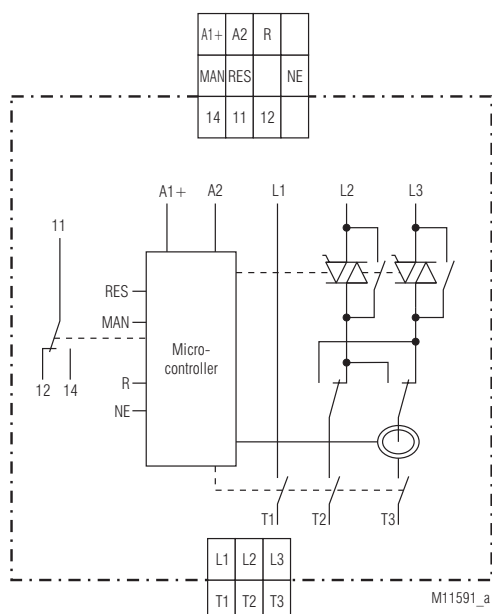 A1+ A2 R
MAN RES NE
14 11 12
A1+ A2 L1 L2 L3
11
RES
MAN
Micro-
controller
12 14
R
NE
T1 T2 T3
L1 L2 L3
T1 T2 T3
M11591_a